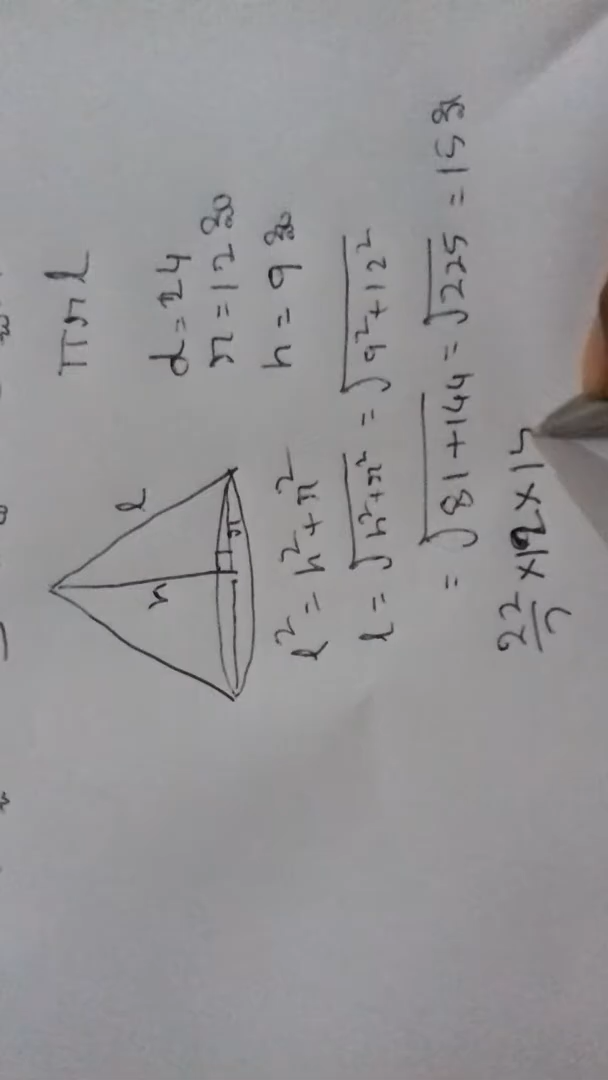 πrl
d = 24
r = 12 মি
h = 9 মি
l
h
r
l² = h² + r²
l = √h² + r² = √9² + 12²
= √81 + 144 = √225 = 15 মি
22/7 × 12 × 15